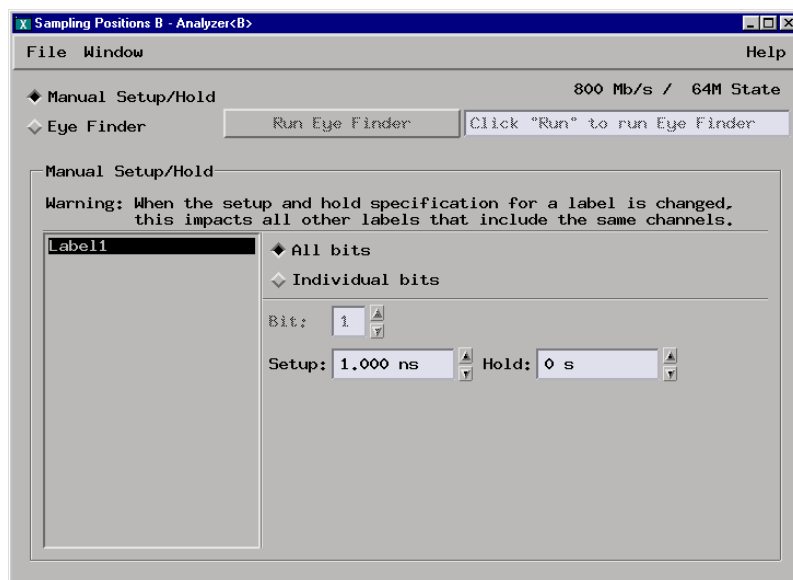 Sampling Positions B - Analyzer<B>
File Window Help
Manual Setup/Hold 800 Mb/s / 64M State
Eye Finder Run Eye Finder Click "Run" to run Eye Finder
Manual Setup/Hold
Warning: When the setup and hold specification for a label is changed,
this impacts all other labels that include the same channels.
Label1
All bits
Individual bits
Bit: 1
Setup: 1.000 ns Hold: 0 s